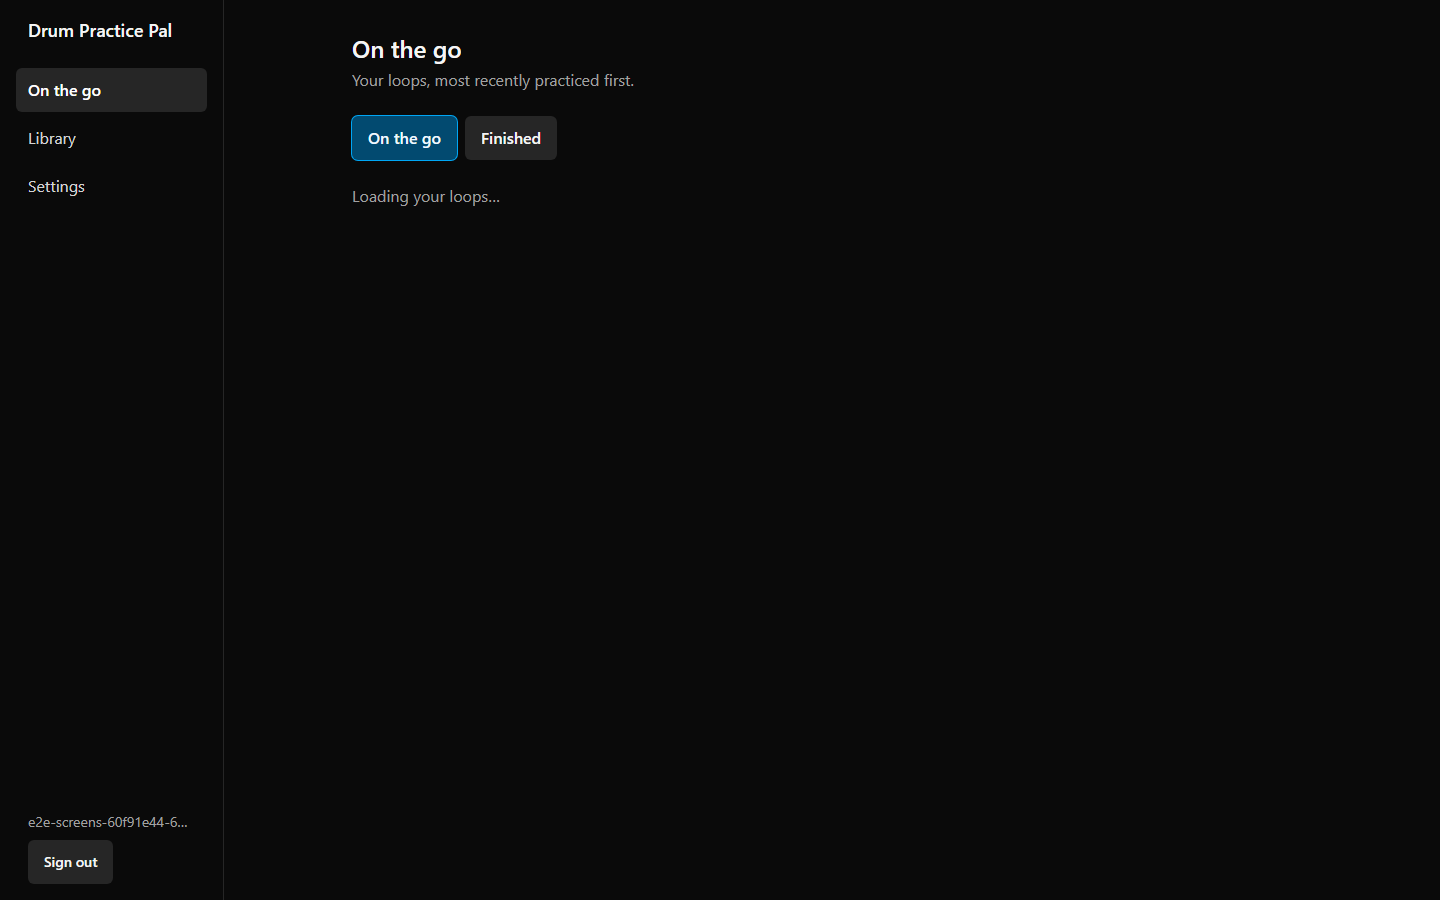 Drum Practice Pal
On the go
Library
Settings
e2e-screens-60f91e44-6...
Sign out
On the go
Your loops, most recently practiced first.
On the go
Finished
Loading your loops...